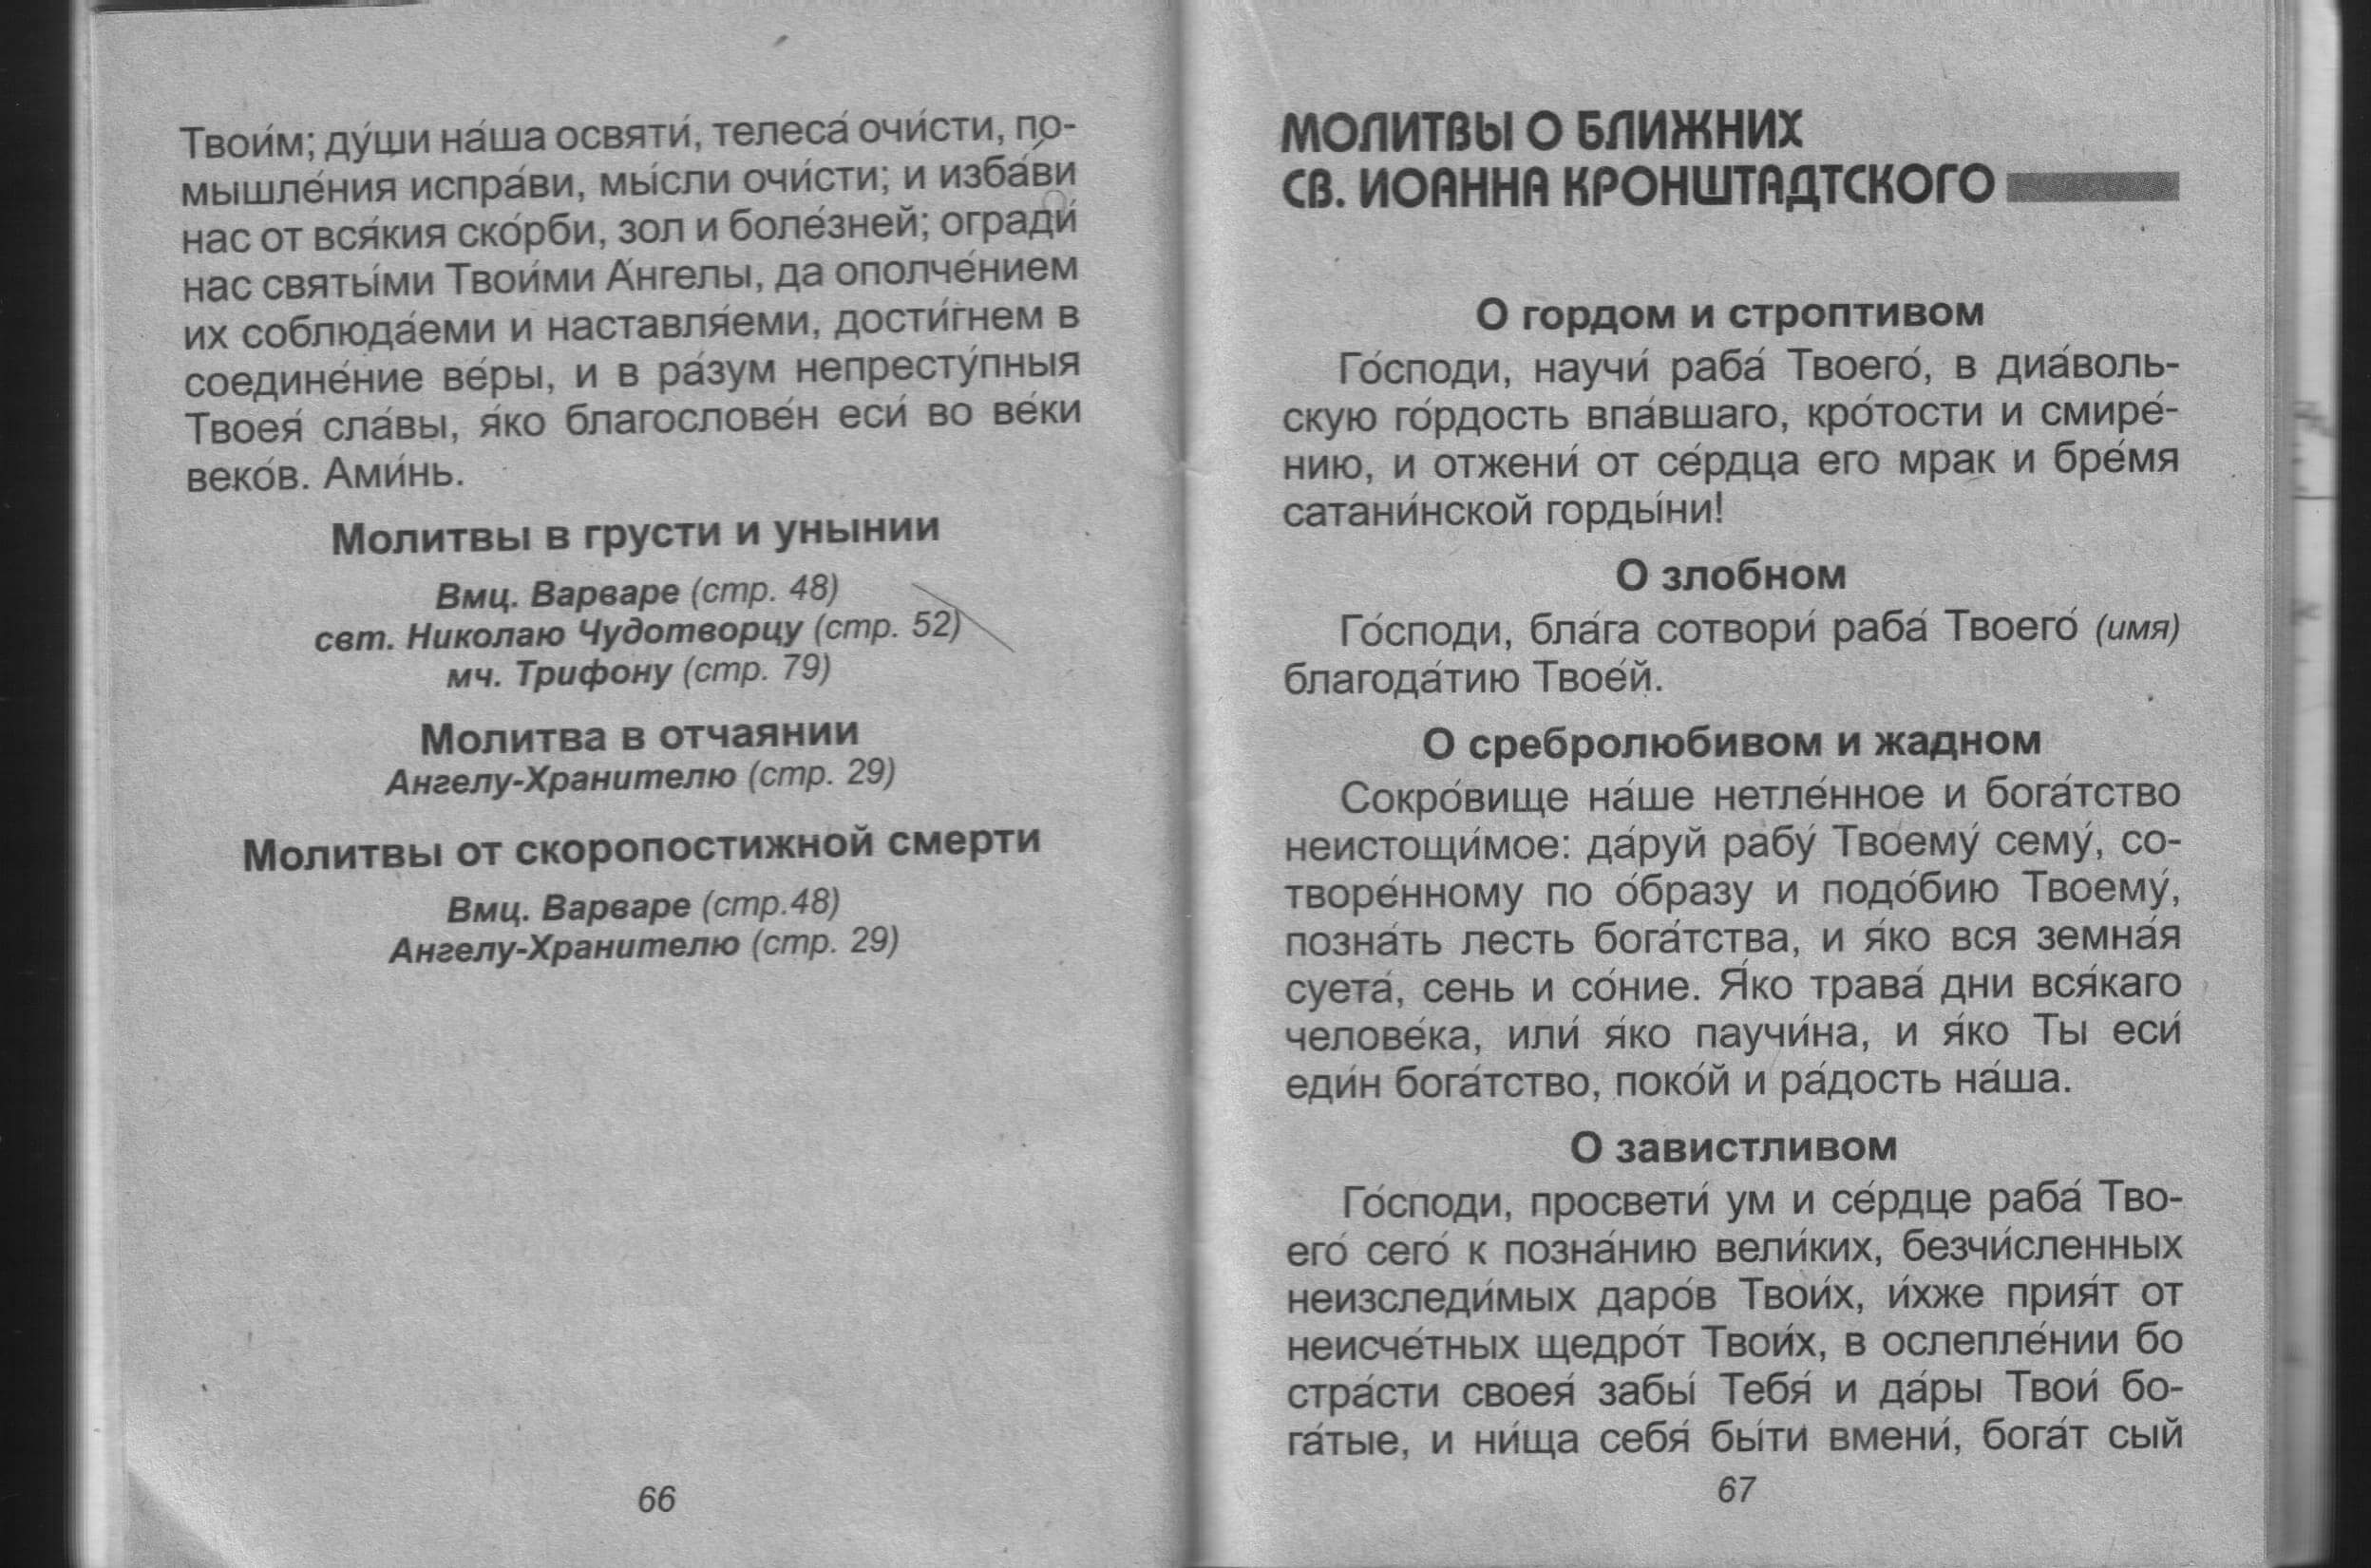 Твои́м; ду́ши на́ша освяти́, телеса́ очи́сти, по-
мышле́ния испра́ви, мы́сли очи́сти; и изба́ви
нас от вся́кия ско́рби, зол и боле́зней; огради́
нас святы́ми Твои́ми А́нгелы, да ополче́нием
их соблюда́еми и наставля́еми, дости́гнем в
соедине́ние ве́ры, и в ра́зум непресту́пныя
Твоея́ сла́вы, я́ко благослове́н еси́ во ве́ки
веко́в. Ами́нь.
Молитвы в грусти и унынии
Вмц. Варваре (стр. 48)
свт. Николаю Чудотворцу (стр. 52)
мч. Трифону (стр. 79)
Молитва в отчаянии
Ангелу-Хранителю (стр. 29)
Молитвы от скоропостижной смерти
Вмц. Варваре (стр.48)
Ангелу-Хранителю (стр. 29)
66
МОЛИТВЫ О БЛИЖНИХ
СВ. ИОАННА КРОНШТАДТСКОГО
О гордом и строптивом
Го́споди, научи́ раба́ Твоего́, в диа́воль-
скую го́рдость впа́вшаго, кро́тости и смире́-
нию, и отжени́ от се́рдца его мрак и бре́мя
сатани́нской горды́ни!
О злобном
Го́споди, бла́га сотвори́ раба́ Твоего́ (имя)
благода́тию Твое́й.
О сребролюбивом и жадном
Сокро́вище на́ше нетле́нное и бога́тство
неистощи́мое: да́руй рабу́ Твоему́ сему́, со-
творе́нному по о́бразу и подо́бию Твоему́,
позна́ть лесть бога́тства, и я́ко вся земна́я
суета́, сень и со́ние. Я́ко трава́ дни вся́каго
челове́ка, или́ я́ко паучи́на, и я́ко Ты еси́
еди́н бога́тство, поко́й и ра́дость на́ша.
О завистливом
Го́споди, просвети́ ум и се́рдце раба́ Тво-
его́ сего́ к позна́нию вели́ких, безчи́сленных
неизследи́мых даро́в Твои́х, и́хже прия́т от
неисче́тных щедро́т Твои́х, в ослепле́нии бо
стра́сти своея́ забы́ Тебя́ и да́ры Твои́ бо-
га́тые, и ни́ща себя́ бы́ти вмени́, бога́т сый
67